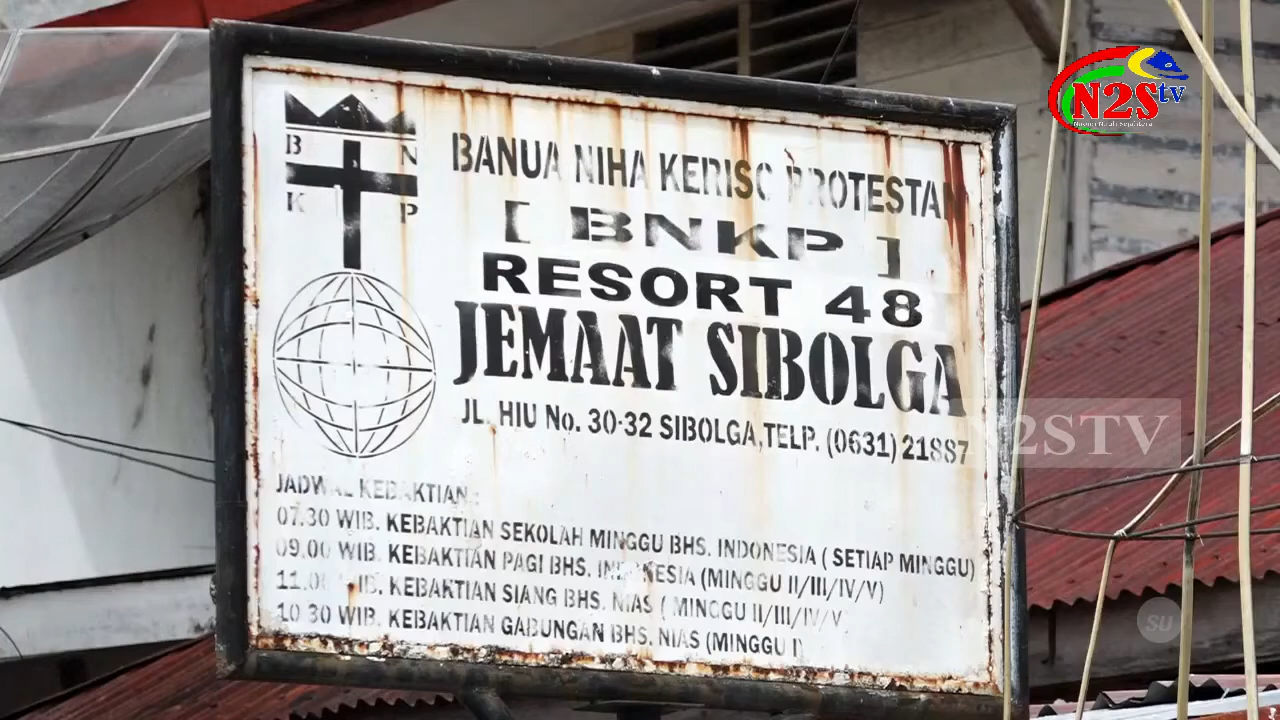 N2S tv
B N
K P
BANUA NIHA KERISO PROTESTAN
[ BNKP ]
RESORT 48
JEMAAT SIBOLGA
JL. HIU No. 30-32 SIBOLGA, TELP. (0631) 21887
N2STV
JADWAL KEBAKTIAN :
07.30 WIB. KEBAKTIAN SEKOLAH MINGGU BHS. INDONESIA ( SETIAP MINGGU)
09.00 WIB. KEBAKTIAN PAGI BHS. INDONESIA (MINGGU II/III/IV/V)
11.00 WIB. KEBAKTIAN SIANG BHS. NIAS ( MINGGU II/III/IV/V
10 30 WIB. KEBAKTIAN GABUNGAN BHS. NIAS (MINGGU I)
SU